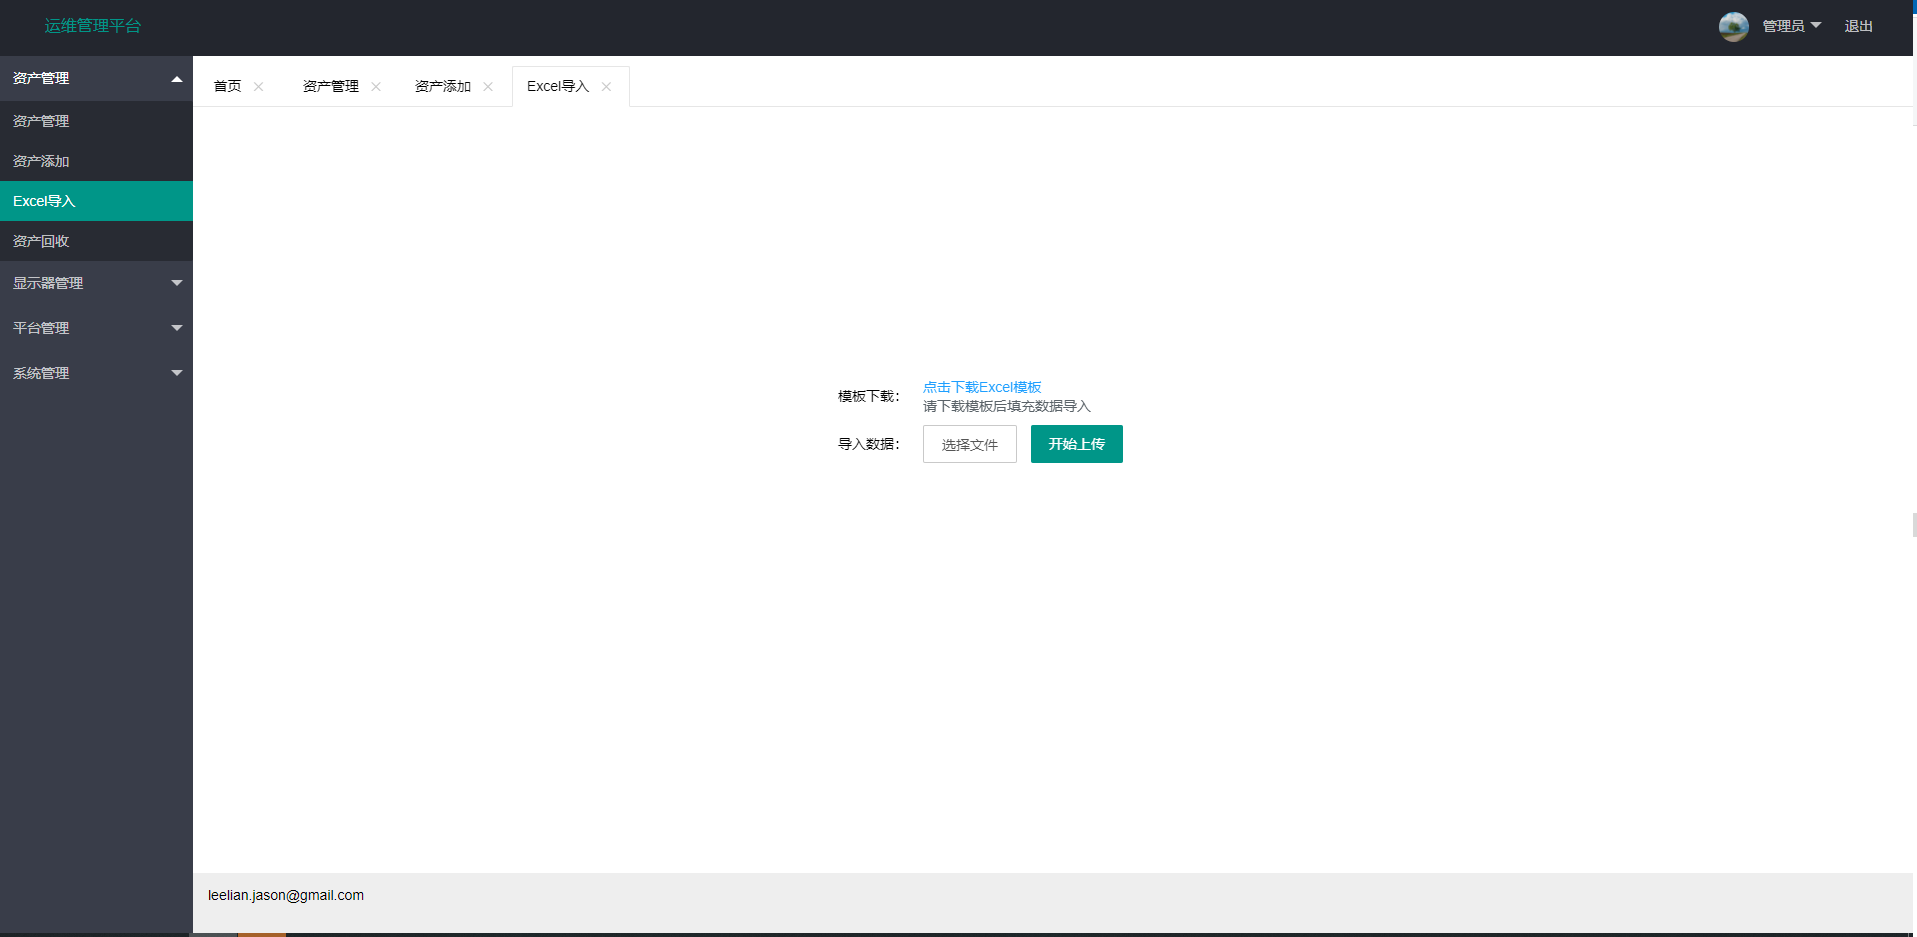 运维管理平台
管理员
退出
资产管理
资产管理
资产添加
Excel导入
资产回收
显示器管理
平台管理
系统管理
首页
资产管理
资产添加
Excel导入
模板下载：
点击下载Excel模板
请下载模板后填充数据导入
导入数据：
选择文件
开始上传
leelian.jason@gmail.com